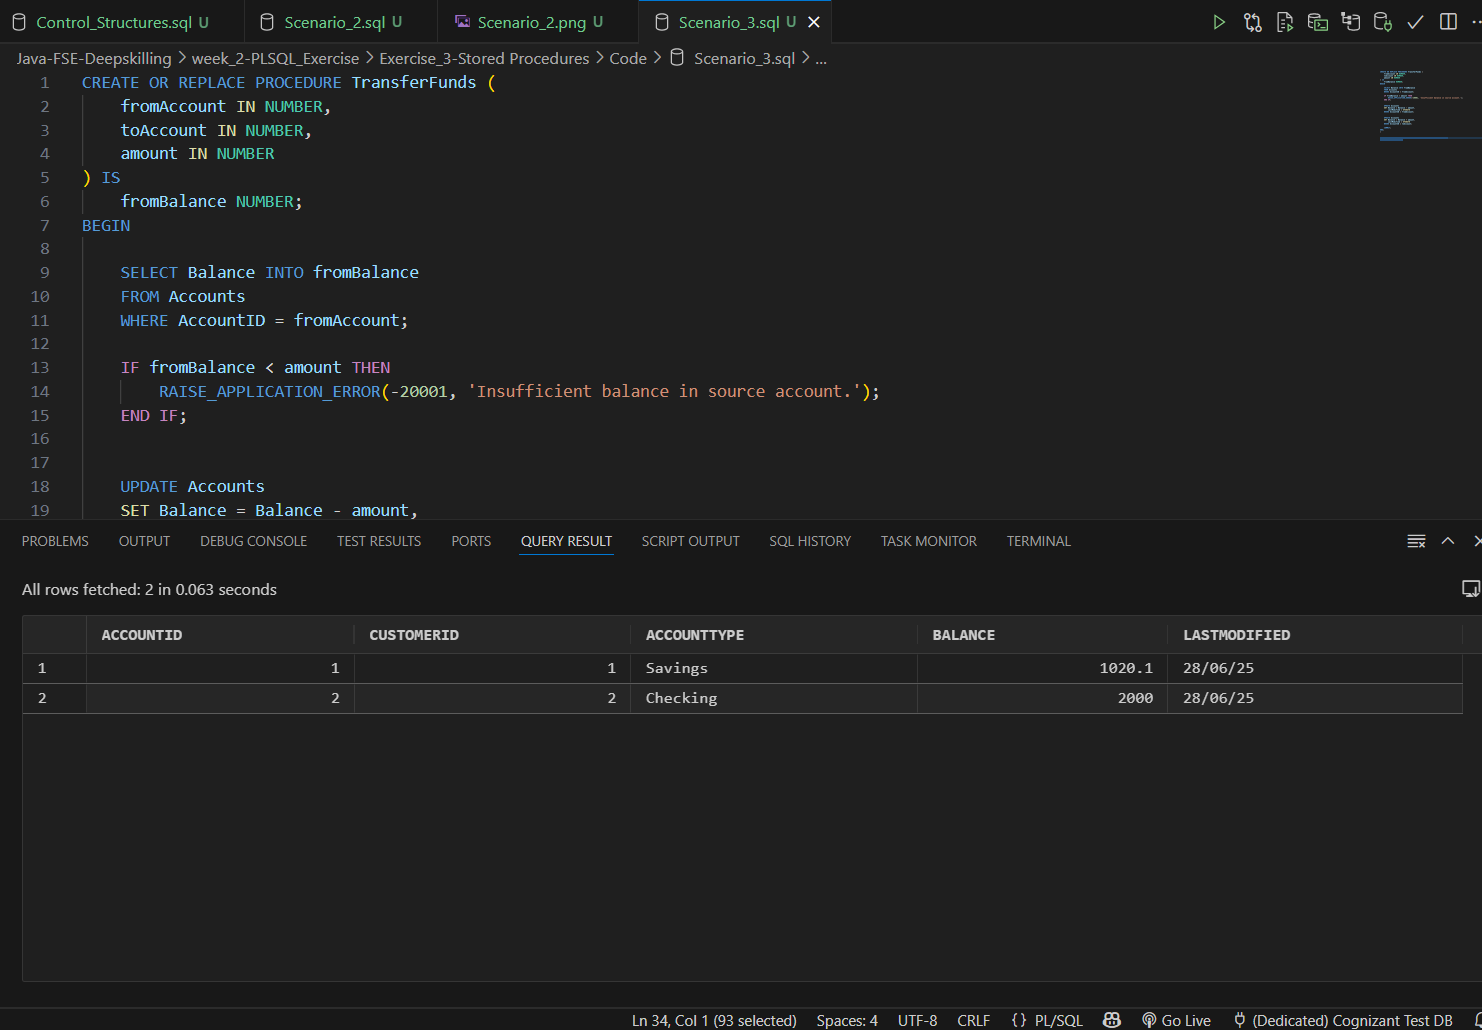 Control_Structures.sql U Scenario_2.sql U Scenario_2.png U Scenario_3.sql U
Java-FSE-Deepskilling > week_2-PLSQL_Exercise > Exercise_3-Stored Procedures > Code > Scenario_3.sql > ...
1 CREATE OR REPLACE PROCEDURE TransferFunds (
2 fromAccount IN NUMBER,
3 toAccount IN NUMBER,
4 amount IN NUMBER
5 ) IS
6 fromBalance NUMBER;
7 BEGIN
8
9 SELECT Balance INTO fromBalance
10 FROM Accounts
11 WHERE AccountID = fromAccount;
12
13 IF fromBalance < amount THEN
14 RAISE_APPLICATION_ERROR(-20001, 'Insufficient balance in source account.');
15 END IF;
16
17
18 UPDATE Accounts
19 SET Balance = Balance - amount,
PROBLEMS OUTPUT DEBUG CONSOLE TEST RESULTS PORTS QUERY RESULT SCRIPT OUTPUT SQL HISTORY TASK MONITOR TERMINAL
All rows fetched: 2 in 0.063 seconds
ACCOUNTID CUSTOMERID ACCOUNTTYPE BALANCE LASTMODIFIED
1 1 1 Savings 1020.1 28/06/25
2 2 2 Checking 2000 28/06/25
Ln 34, Col 1 (93 selected) Spaces: 4 UTF-8 CRLF {} PL/SQL Go Live (Dedicated) Cognizant Test DB